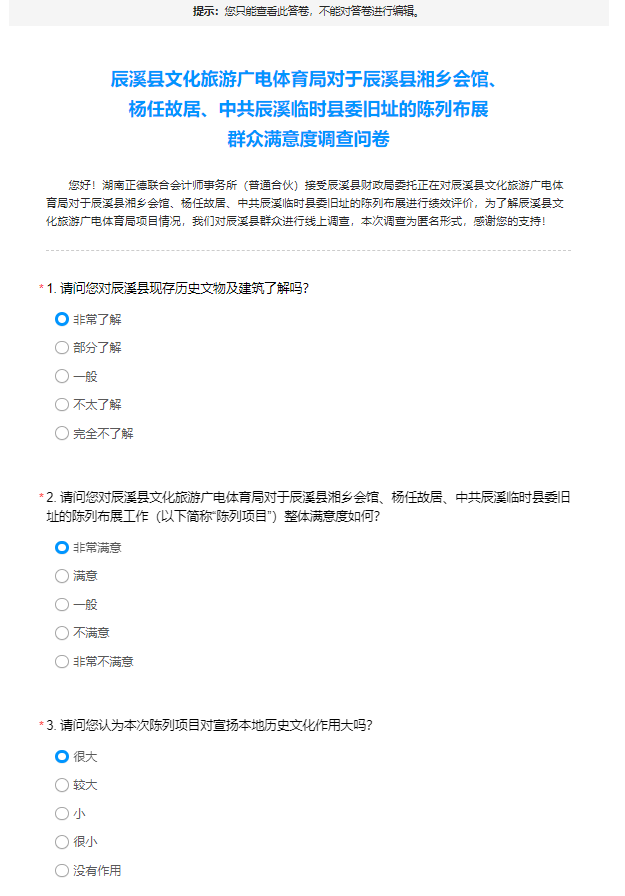 提示：您只能查看此答卷，不能对答卷进行编辑。
辰溪县文化旅游广电体育局对于辰溪县湘乡会馆、
杨任故居、中共辰溪临时县委旧址的陈列布展
群众满意度调查问卷
您好！湖南正德联合会计师事务所（普通合伙）接受辰溪县财政局委托正在对辰溪县文化旅游广电体
育局对于辰溪县湘乡会馆、杨任故居、中共辰溪临时县委旧址的陈列布展进行绩效评价，为了解辰溪县文
化旅游广电体育局项目情况，我们对辰溪县群众进行线上调查，本次调查为匿名形式，感谢您的支持！
*1. 请问您对辰溪县现存历史文物及建筑了解吗？
非常了解
部分了解
一般
不太了解
完全不了解
*2. 请问您对辰溪县文化旅游广电体育局对于辰溪县湘乡会馆、杨任故居、中共辰溪临时县委旧
址的陈列布展工作（以下简称“陈列项目”）整体满意度如何？
非常满意
满意
一般
不满意
非常不满意
*3. 请问您认为本次陈列项目对宣扬本地历史文化作用大吗？
很大
较大
小
很小
没有作用